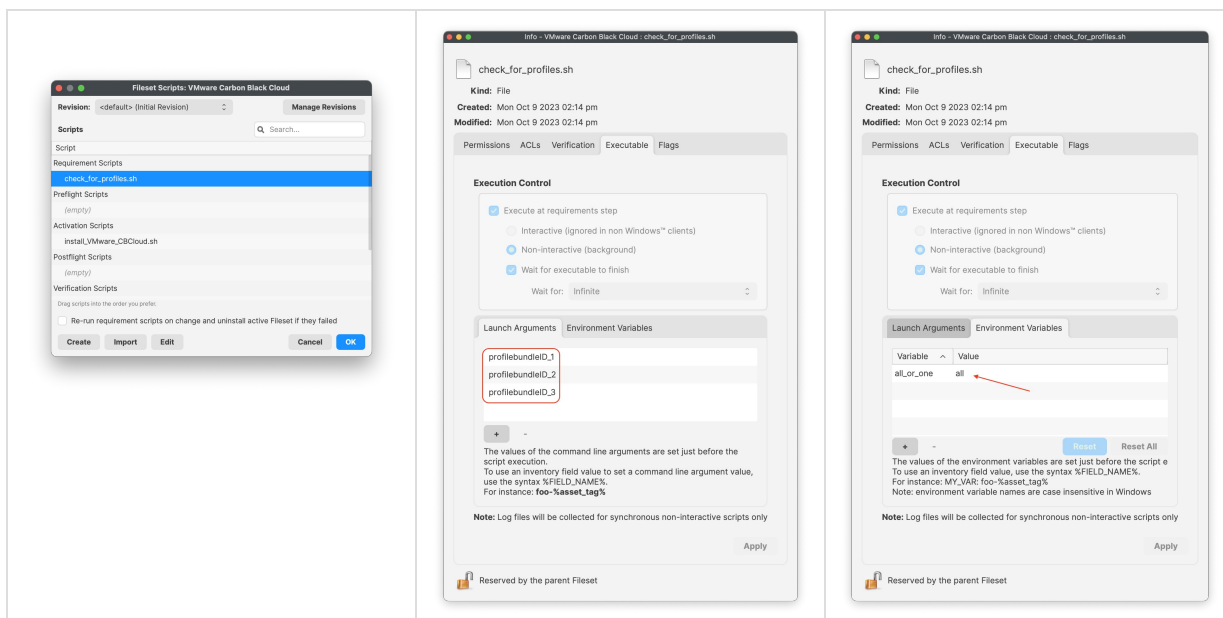 Fileset Scripts: VMware Carbon Black Cloud
Revision: <default> (Initial Revision) Manage Revisions
Scripts Search...
Script
Requirement Scripts
check_for_profiles.sh
Preflight Scripts
(empty)
Activation Scripts
install_VMware_CBCloud.sh
Postflight Scripts
(empty)
Verification Scripts
Drag scripts into the order you prefer.
Re-run requirement scripts on change and uninstall active Fileset if they failed
Create Import Edit Cancel OK
Info - VMware Carbon Black Cloud : check_for_profiles.sh
check_for_profiles.sh
Kind: File
Created: Mon Oct 9 2023 02:14 pm
Modified: Mon Oct 9 2023 02:14 pm
Permissions ACLs Verification Executable Flags
Execution Control
Execute at requirements step
Interactive (ignored in non Windows™ clients)
Non-interactive (background)
Wait for executable to finish
Wait for: Infinite
Launch Arguments Environment Variables
profilebundleID_1
profilebundleID_2
profilebundleID_3
+ -
The values of the command line arguments are set just before the
script execution.
To use an inventory field value to set a command line argument value,
use the syntax %FIELD_NAME%.
For instance: foo-%asset_tag%
Note: Log files will be collected for synchronous non-interactive scripts only
Apply
Reserved by the parent Fileset
Info - VMware Carbon Black Cloud : check_for_profiles.sh
check_for_profiles.sh
Kind: File
Created: Mon Oct 9 2023 02:14 pm
Modified: Mon Oct 9 2023 02:14 pm
Permissions ACLs Verification Executable Flags
Execution Control
Execute at requirements step
Interactive (ignored in non Windows™ clients)
Non-interactive (background)
Wait for executable to finish
Wait for: Infinite
Launch Arguments Environment Variables
Variable Value
all_or_one all
+ - Reset Reset All
The values of the environment variables are set just before the script e
To use an inventory field value, use the syntax %FIELD_NAME%.
For instance: MY_VAR: foo-%asset_tag%
Note: environment variable names are case insensitive in Windows
Note: Log files will be collected for synchronous non-interactive scripts only
Apply
Reserved by the parent Fileset